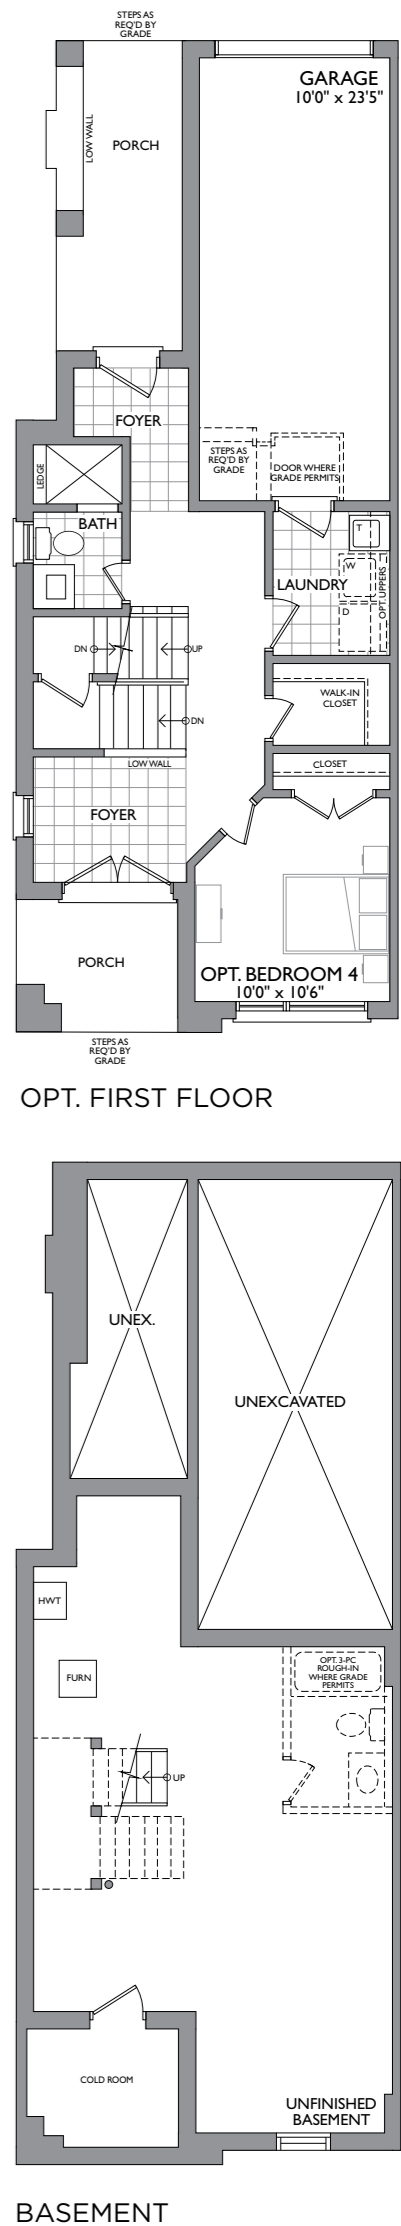 STEPS AS
REQ'D BY
GRADE
GARAGE
10'0" x 23'5"
LOW WALL
PORCH
FOYER
STEPS AS
REQ'D BY
GRADE
DOOR WHERE
GRADE PERMITS
LEDGE
BATH
T
W
LAUNDRY
OPT. UPPERS
D
DN
UP
WALK-IN
CLOSET
DN
LOW WALL
CLOSET
FOYER
PORCH
OPT. BEDROOM 4
10'0" x 10'6"
STEPS AS
REQ'D BY
GRADE
OPT. FIRST FLOOR
UNEX.
UNEXCAVATED
HWT
OPT. 3-PC
ROUGH-IN
WHERE GRADE
PERMITS
FURN
UP
COLD ROOM
UNFINISHED
BASEMENT
BASEMENT